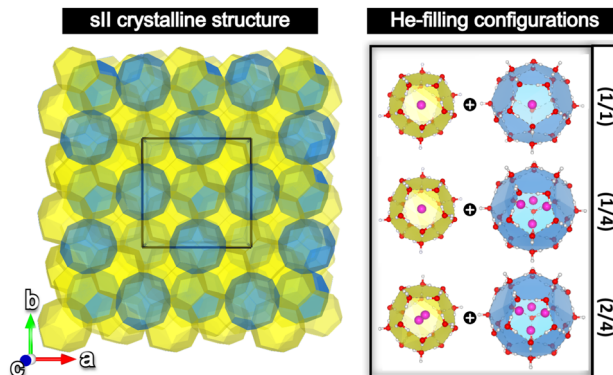 sII crystalline structure
He-filling configurations
(1/1)
(1/4)
(2/4)
b
c
a